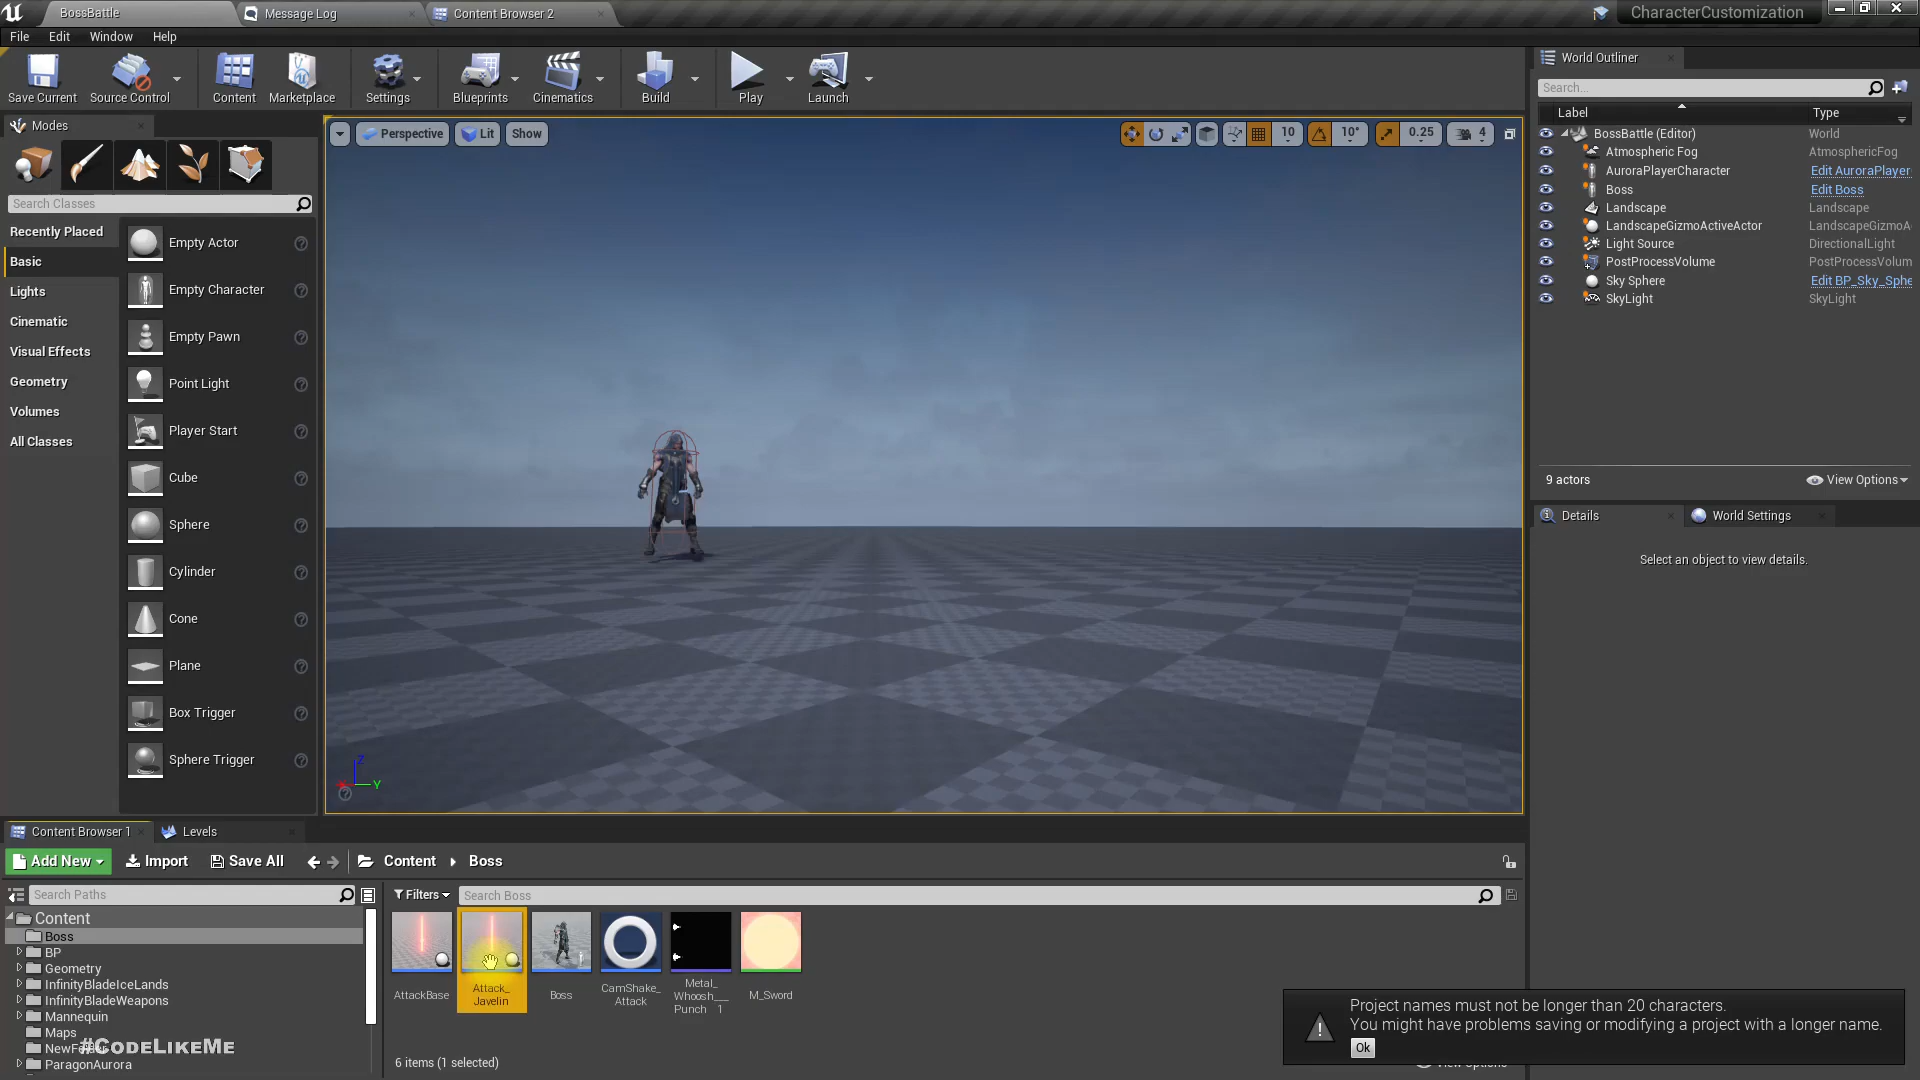 BossBattle
Message Log
Content Browser 2
CharacterCustomization
File
Edit
Window
Help
Save Current
Source Control
Content
Marketplace
Settings
Blueprints
Cinematics
Build
Play
Launch
Modes
Search Classes
Recently Placed
Basic
Lights
Cinematic
Visual Effects
Geometry
Volumes
All Classes
Empty Actor
Empty Character
Empty Pawn
Point Light
Player Start
Cube
Sphere
Cylinder
Cone
Plane
Box Trigger
Sphere Trigger
Perspective
Lit
Show
10
10°
0.25
4
Z
Y
World Outliner
Search...
Label
Type
BossBattle (Editor)
World
Atmospheric Fog
AtmosphericFog
AuroraPlayerCharacter
Edit AuroraPlayer
Boss
Edit Boss
Landscape
Landscape
LandscapeGizmoActiveActor
LandscapeGizmoA
Light Source
DirectionalLight
PostProcessVolume
PostProcessVolum
Sky Sphere
Edit BP_Sky_Sphe
SkyLight
SkyLight
9 actors
View Options
Details
World Settings
Select an object to view details.
Content Browser 1
Levels
Add New
Import
Save All
Content
Boss
Search Paths
Filters
Search Boss
Content
Boss
BP
Geometry
InfinityBladeIceLands
InfinityBladeWeapons
Mannequin
Maps
ParagonAurora
#CodeLikeMe
AttackBase
Attack_
Javelin
Boss
CamShake_
Attack
Metal_
Whoosh___
Punch__1
M_Sword
6 items (1 selected)
View Options
Project names must not be longer than 20 characters.
You might have problems saving or modifying a project with a longer name.
Ok